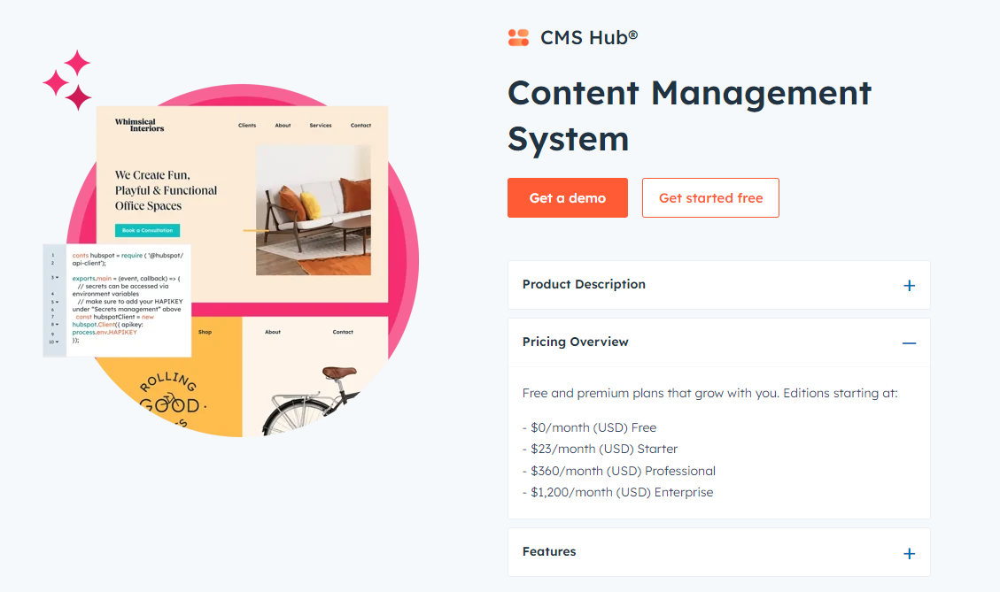 CMS Hub®
Content Management
System
Get a demo
Get started free
Product Description
Pricing Overview
Free and premium plans that grow with you. Editions starting at:
- $0/month (USD) Free
- $23/month (USD) Starter
- $360/month (USD) Professional
- $1,200/month (USD) Enterprise
Features
Whimsical
Interiors
Clients About Services Contact
We Create Fun,
Playful & Functional
Office Spaces
Book a Consultation
1 conts hubspot = require ( '@hubspot/
2 api-client');
3 exports.main = (event, callback) => {
// secrets can be accessed via
4 environment variables
5 // make sure to add your HAPIKEY
6 under "Secrets management" above
7 const hubspotClient = new
8 hubspot.Client({ apikey:
9 process.env.HAPIKEY
10 });
Shop About Contact
ROLLING
GOOD